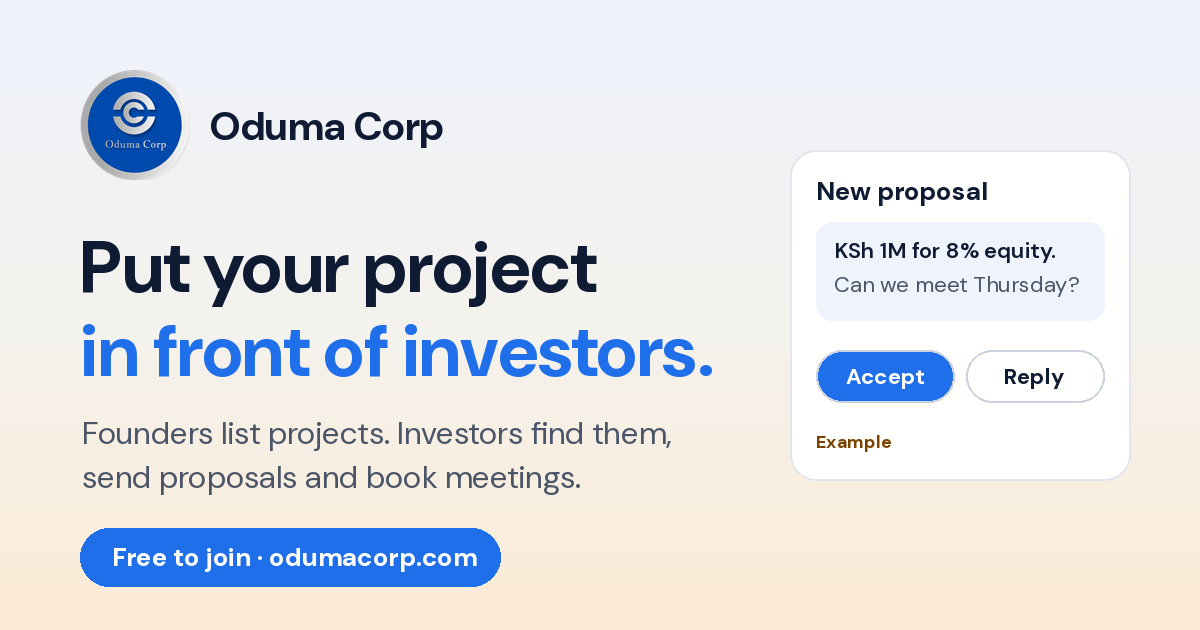 Oduma Corp
Oduma Corp
Put your project
in front of investors.
Founders list projects. Investors find them,
send proposals and book meetings.
Free to join · odumacorp.com
New proposal
KSh 1M for 8% equity.
Can we meet Thursday?
Accept
Reply
Example